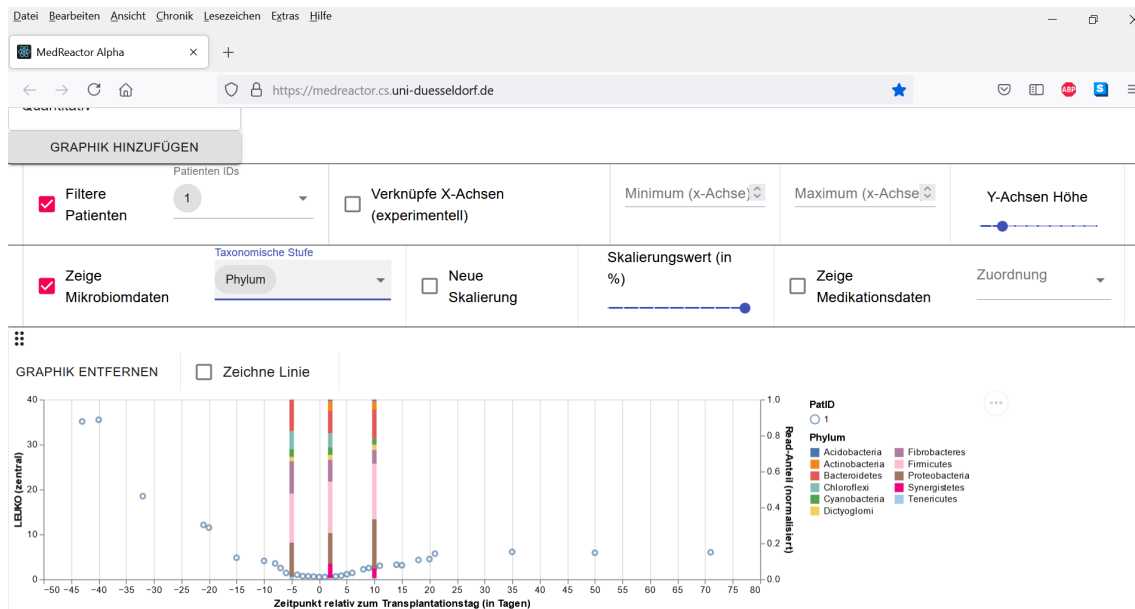 Datei Bearbeiten Ansicht Chronik Lesezeichen Extras Hilfe
MedReactor Alpha
https://medreactor.cs.uni-duesseldorf.de
ABP
S
Quantitativ
GRAPHIK HINZUFÜGEN
Filtere
Patienten
Patienten IDs
1
Verknüpfe X-Achsen
(experimentell)
Minimum (x-Achse)
Maximum (x-Achse
Y-Achsen Höhe
Zeige
Mikrobiomdaten
Taxonomische Stufe
Phylum
Neue
Skalierung
Skalierungswert (in
%)
Zeige
Medikationsdaten
Zuordnung
GRAPHIK ENTFERNEN
Zeichne Linie
LEUKO (zentral)
40
30
20
10
0
−50 −45 −35 −30 −25 −20 −15 −10 −5 0 5 10 15 20 25 30 35 40 45 50 55 60 65 70 75 80
Zeitpunkt relativ zum Transplantationstag (in Tagen)
1.0
0.8
0.6
0.4
0.2
0.0
Read-Anteil (normalisiert)
PatID
1
Phylum
Acidobacteria
Actinobacteria
Bacteroidetes
Chloroflexi
Cyanobacteria
Dictyoglomi
Fibrobacteres
Firmicutes
Proteobacteria
Synergistetes
Tenericutes